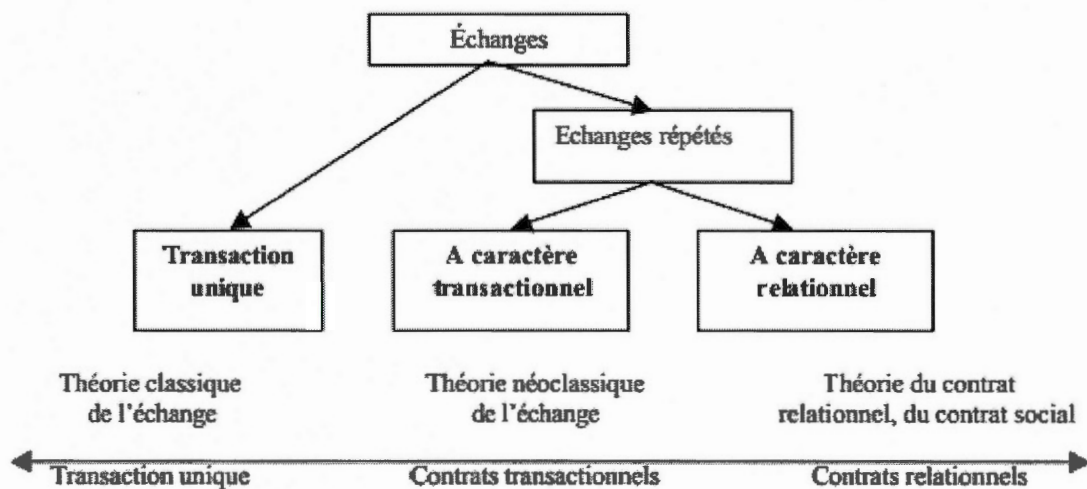 Échanges
Echanges répétés
Transaction
unique
A caractère
transactionnel
A caractère
relationnel
Théorie classique
de l'échange
Théorie néoclassique
de l'échange
Théorie du contrat
relationnel, du contrat social
Transaction unique
Contrats transactionnels
Contrats relationnels